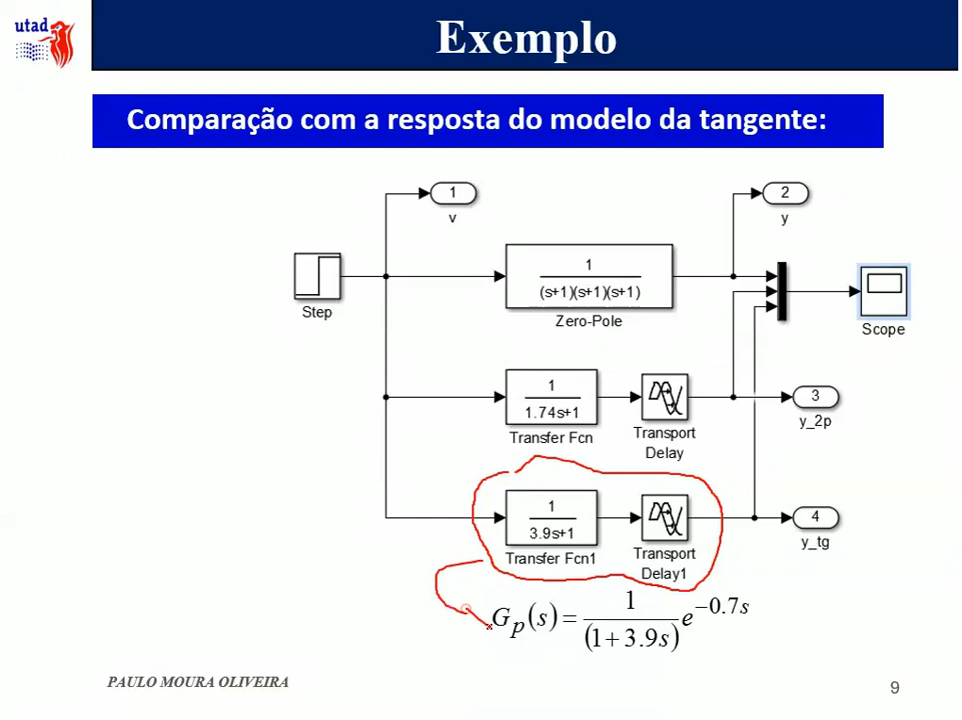 utad
Exemplo
Comparação com a resposta do modelo da tangente:
1
v
2
y
Step
1
(s+1)(s+1)(s+1)
Zero-Pole
Scope
1
1.74s+1
Transfer Fcn
Transport
Delay
3
y_2p
1
3.9s+1
Transfer Fcn1
Transport
Delay1
4
y_tg
G_p(s) = 1/(1+3.9s) e^{-0.7s}
PAULO MOURA OLIVEIRA
9